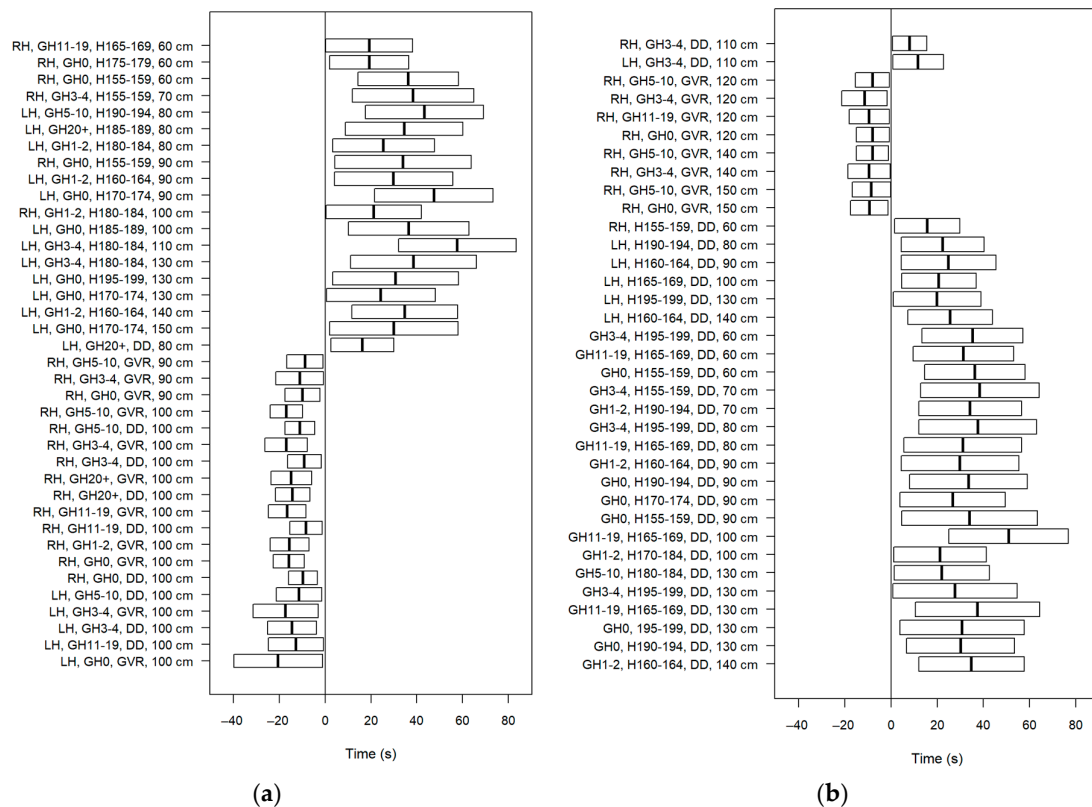 RH, GH11-19, H165-169, 60 cm
RH, GH0, H175-179, 60 cm
RH, GH0, H155-159, 60 cm
RH, GH3-4, H155-159, 70 cm
LH, GH5-10, H190-194, 80 cm
LH, GH20+, H185-189, 80 cm
LH, GH1-2, H180-184, 80 cm
RH, GH0, H155-159, 90 cm
LH, GH1-2, H160-164, 90 cm
LH, GH0, H170-174, 90 cm
RH, GH1-2, H180-184, 100 cm
LH, GH0, H185-189, 100 cm
LH, GH3-4, H180-184, 110 cm
LH, GH3-4, H180-184, 130 cm
LH, GH0, H195-199, 130 cm
LH, GH0, H170-174, 130 cm
LH, GH1-2, H160-164, 140 cm
LH, GH0, H170-174, 150 cm
LH, GH20+, DD, 80 cm
RH, GH5-10, GVR, 90 cm
RH, GH3-4, GVR, 90 cm
RH, GH0, GVR, 90 cm
RH, GH5-10, GVR, 100 cm
RH, GH5-10, DD, 100 cm
RH, GH3-4, GVR, 100 cm
RH, GH3-4, DD, 100 cm
RH, GH20+, GVR, 100 cm
RH, GH20+, DD, 100 cm
RH, GH11-19, GVR, 100 cm
RH, GH11-19, DD, 100 cm
RH, GH1-2, GVR, 100 cm
RH, GH0, GVR, 100 cm
RH, GH0, DD, 100 cm
LH, GH5-10, DD, 100 cm
LH, GH3-4, GVR, 100 cm
LH, GH3-4, DD, 100 cm
LH, GH11-19, DD, 100 cm
LH, GH0, GVR, 100 cm
–40 –20 0 20 40 60 80
Time (s)
(a)
RH, GH3-4, DD, 110 cm
LH, GH3-4, DD, 110 cm
RH, GH5-10, GVR, 120 cm
RH, GH3-4, GVR, 120 cm
RH, GH11-19, GVR, 120 cm
RH, GH0, GVR, 120 cm
RH, GH5-10, GVR, 140 cm
RH, GH3-4, GVR, 140 cm
RH, GH5-10, GVR, 150 cm
RH, GH0, GVR, 150 cm
RH, H155-159, DD, 60 cm
LH, H190-194, DD, 80 cm
LH, H160-164, DD, 90 cm
LH, H165-169, DD, 100 cm
LH, H195-199, DD, 130 cm
LH, H160-164, DD, 140 cm
GH3-4, H195-199, DD, 60 cm
GH11-19, H165-169, DD, 60 cm
GH0, H155-159, DD, 60 cm
GH3-4, H155-159, DD, 70 cm
GH1-2, H190-194, DD, 70 cm
GH3-4, H195-199, DD, 80 cm
GH11-19, H165-169, DD, 80 cm
GH1-2, H160-164, DD, 90 cm
GH0, H190-194, DD, 90 cm
GH0, H170-174, DD, 90 cm
GH0, H155-159, DD, 90 cm
GH11-19, H165-169, DD, 100 cm
GH1-2, H170-184, DD, 100 cm
GH5-10, H180-184, DD, 130 cm
GH3-4, H195-199, DD, 130 cm
GH11-19, H165-169, DD, 130 cm
GH0, 195-199, DD, 130 cm
GH0, H190-194, DD, 130 cm
GH1-2, H160-164, DD, 140 cm
–40 –20 0 20 40 60 80
Time (s)
(b)